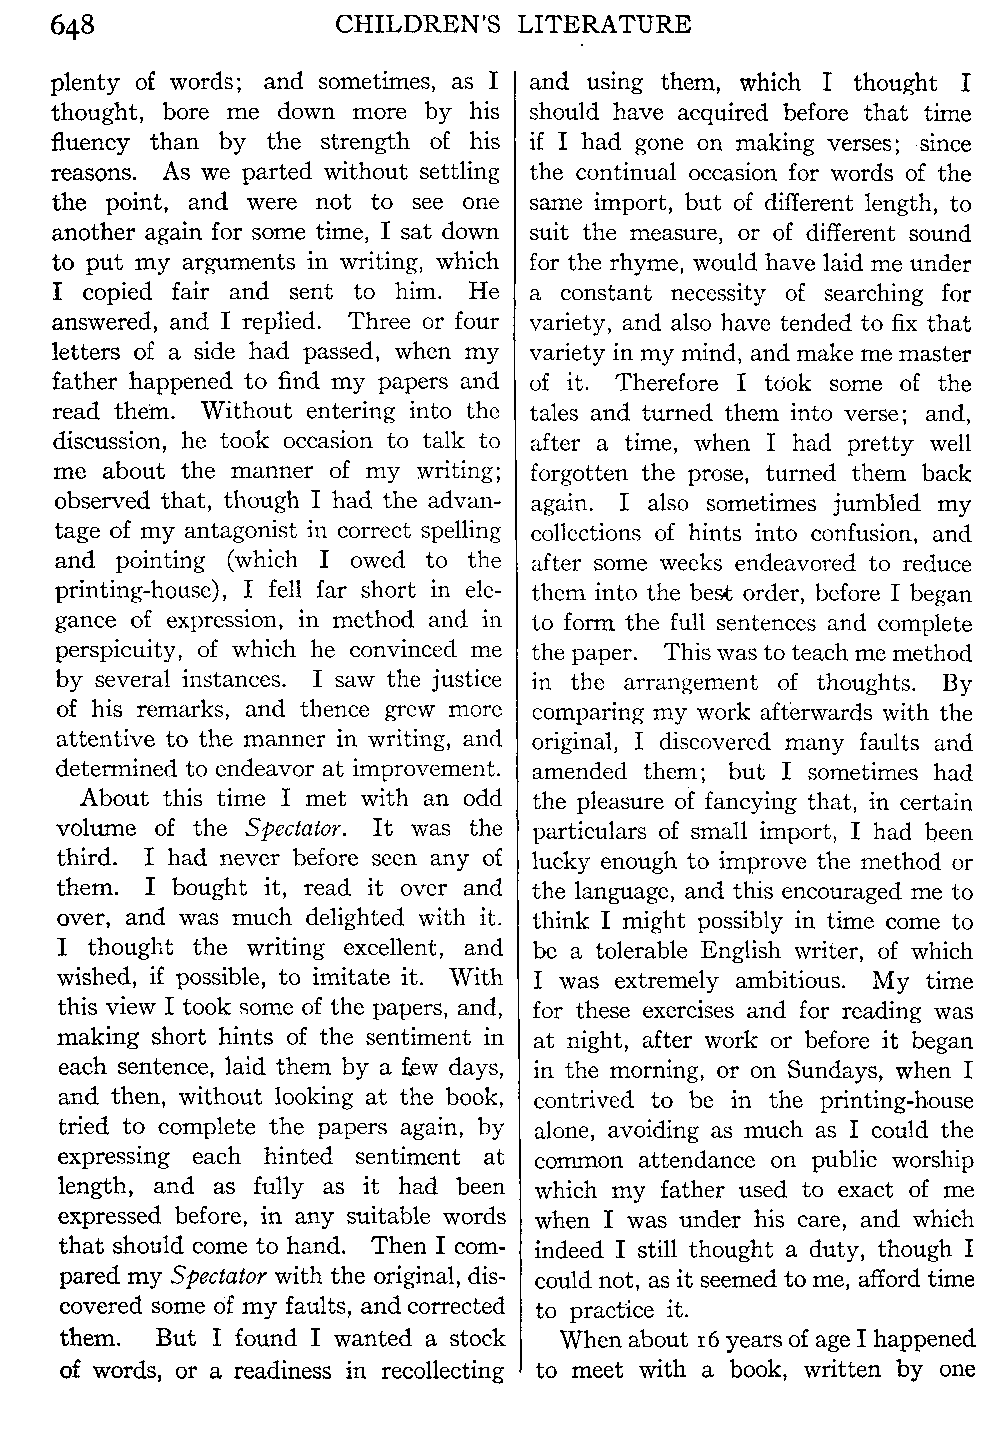 648 CHILDREN'S LITERATURE
plenty of words; and sometimes, as I
thought, bore me down more by his
fluency than by the strength of his
reasons. As we parted without settling
the point, and were not to see one
another again for some time, I sat down
to put my arguments in writing, which
I copied fair and sent to him. He
answered, and I replied. Three or four
letters of a side had passed, when my
father happened to find my papers and
read them. Without entering into the
discussion, he took occasion to talk to
me about the manner of my writing;
observed that, though I had the advan-
tage of my antagonist in correct spelling
and pointing (which I owed to the
printing-house), I fell far short in ele-
gance of expression, in method and in
perspicuity, of which he convinced me
by several instances. I saw the justice
of his remarks, and thence grew more
attentive to the manner in writing, and
determined to endeavor at improvement.
About this time I met with an odd
volume of the Spectator. It was the
third. I had never before seen any of
them. I bought it, read it over and
over, and was much delighted with it.
I thought the writing excellent, and
wished, if possible, to imitate it. With
this view I took some of the papers, and,
making short hints of the sentiment in
each sentence, laid them by a few days,
and then, without looking at the book,
tried to complete the papers again, by
expressing each hinted sentiment at
length, and as fully as it had been
expressed before, in any suitable words
that should come to hand. Then I com-
pared my Spectator with the original, dis-
covered some of my faults, and corrected
them. But I found I wanted a stock
of words, or a readiness in recollecting
and using them, which I thought I
should have acquired before that time
if I had gone on making verses; since
the continual occasion for words of the
same import, but of different length, to
suit the measure, or of different sound
for the rhyme, would have laid me under
a constant necessity of searching for
variety, and also have tended to fix that
variety in my mind, and make me master
of it. Therefore I took some of the
tales and turned them into verse; and,
after a time, when I had pretty well
forgotten the prose, turned them back
again. I also sometimes jumbled my
collections of hints into confusion, and
after some weeks endeavored to reduce
them into the best order, before I began
to form the full sentences and complete
the paper. This was to teach me method
in the arrangement of thoughts. By
comparing my work afterwards with the
original, I discovered many faults and
amended them; but I sometimes had
the pleasure of fancying that, in certain
particulars of small import, I had been
lucky enough to improve the method or
the language, and this encouraged me to
think I might possibly in time come to
be a tolerable English writer, of which
I was extremely ambitious. My time
for these exercises and for reading was
at night, after work or before it began
in the morning, or on Sundays, when I
contrived to be in the printing-house
alone, avoiding as much as I could the
common attendance on public worship
which my father used to exact of me
when I was under his care, and which
indeed I still thought a duty, though I
could not, as it seemed to me, afford time
to practice it.
When about 16 years of age I happened
to meet with a book, written by one